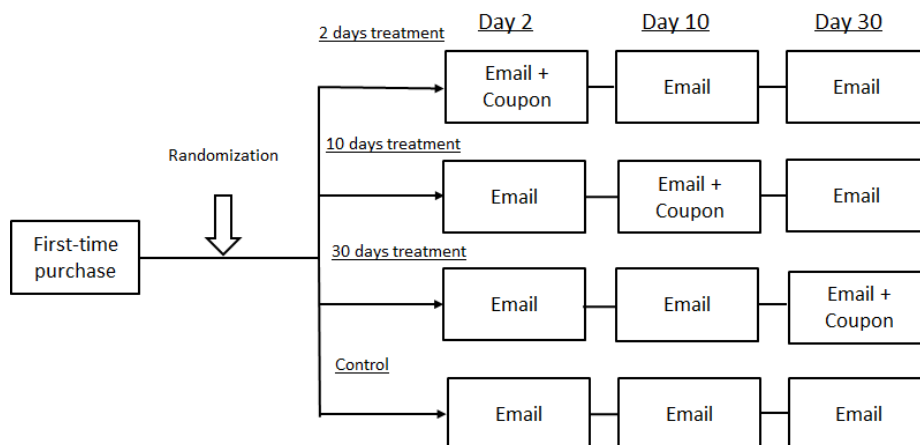 2 days treatment
Day 2
Day 10
Day 30
Email +
Coupon
Email
Email
Randomization
10 days treatment
Email
Email +
Coupon
Email
First-time
purchase
30 days treatment
Email
Email
Email +
Coupon
Control
Email
Email
Email